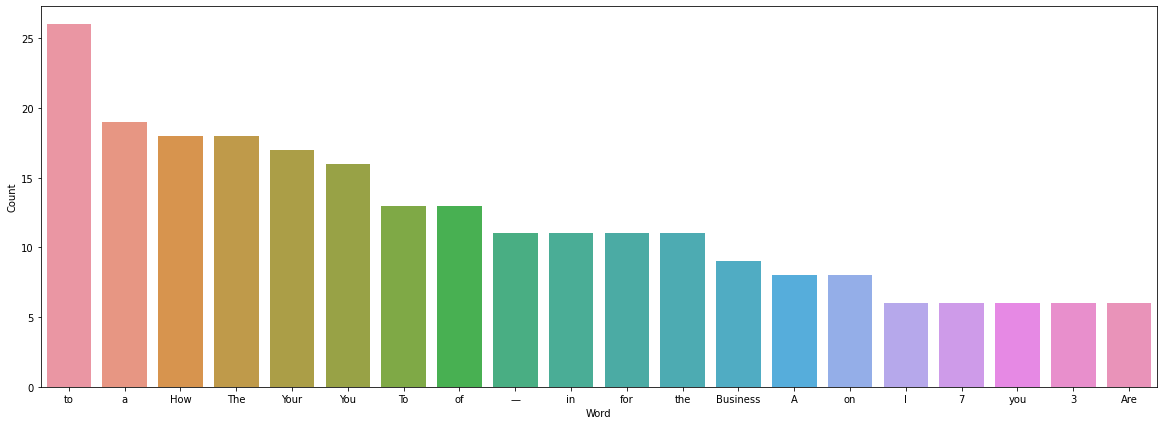 25
20
15
10
5
0
Count
to a How The Your You To of — in for the Business A on I 7 you 3 Are
Word